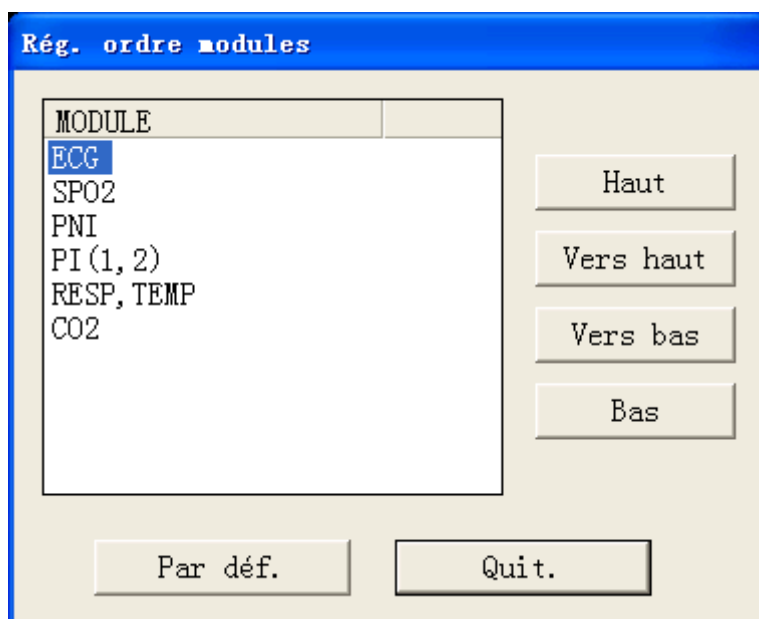 Rég. ordre modules
MODULE
ECG
SPO2
PNI
PI(1,2)
RESP,TEMP
CO2
Haut
Vers haut
Vers bas
Bas
Par déf.
Quit.